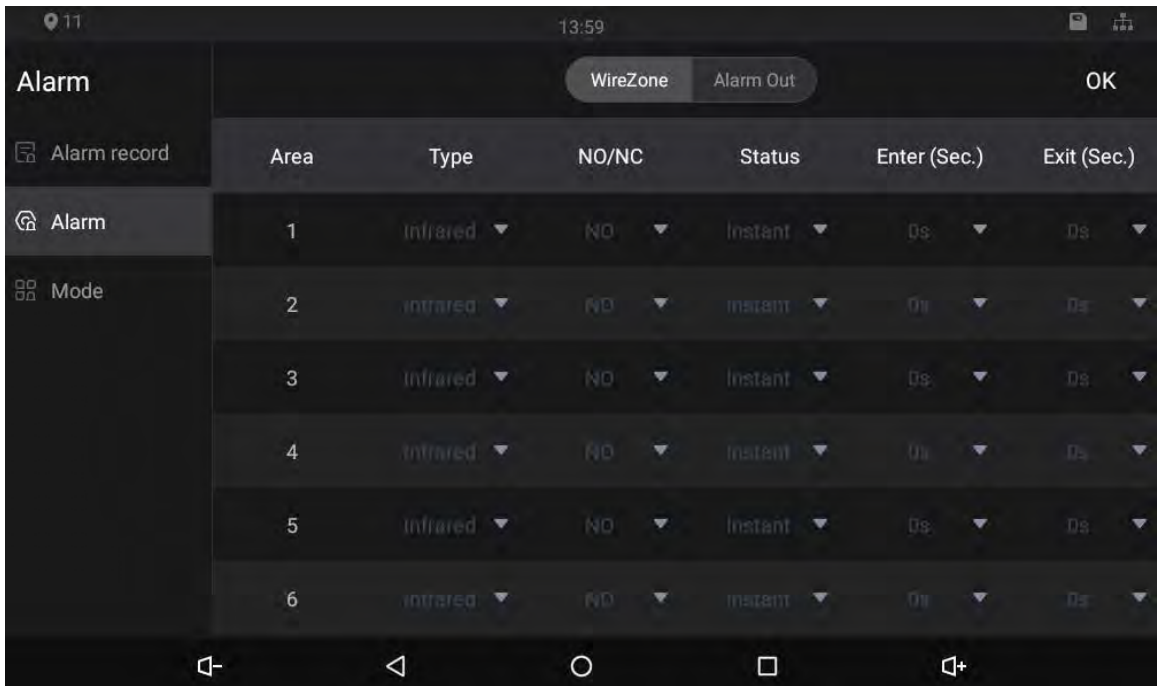 11 13:59
Alarm WireZone Alarm Out OK
Alarm record
Alarm
Mode
Area Type NO/NC Status Enter (Sec.) Exit (Sec.)
1 Infrared NO Instant 0s 0s
2 Infrared NO Instant 0s 0s
3 Infrared NO Instant 0s 0s
4 Infrared NO Instant 0s 0s
5 Infrared NO Instant 0s 0s
6 Infrared NO Instant 0s 0s